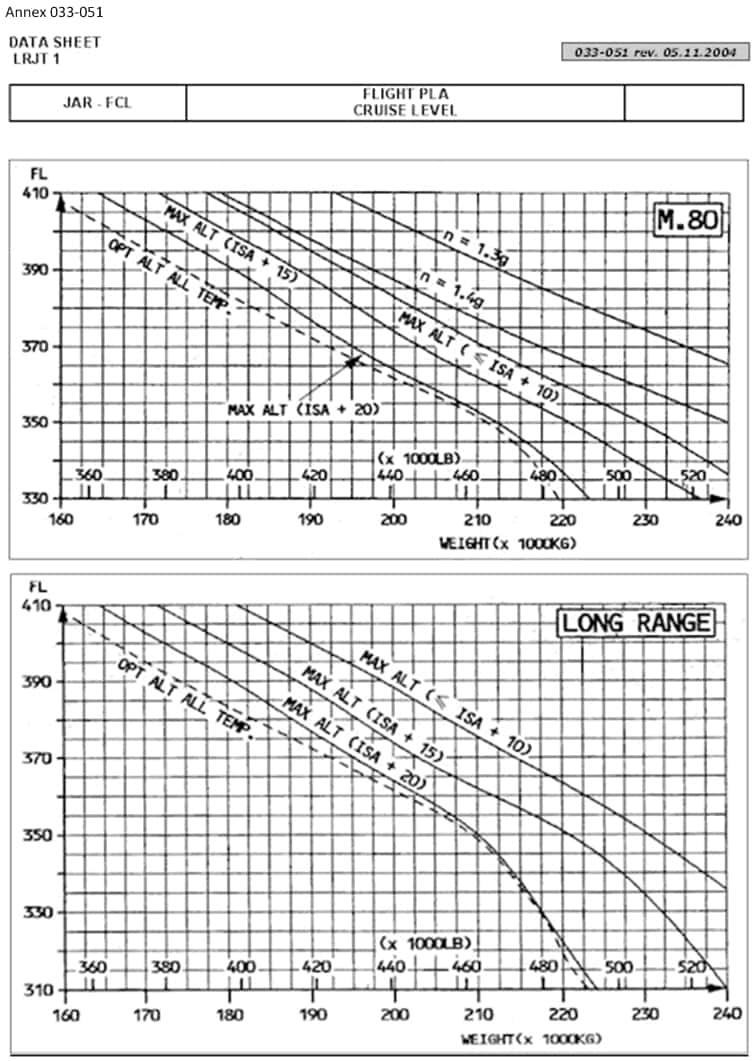 Annex 033-051
DATA SHEET
LRJT 1
033-051 rev. 05.11.2004
JAR - FCL
FLIGHT PLA
CRUISE LEVEL
FL
410
390
370
350
330
M.80
MAX ALT (ISA + 15)
OPT ALT ALL TEMP.
n = 1.3g
n = 1.4g
MAX ALT (≤ ISA + 10)
MAX ALT (ISA + 20)
(x 1000LB)
360 380 400 420 440 460 480 500 520
160 170 180 190 200 210 220 230 240
WEIGHT(x 1000KG)
FL
410
390
370
350
330
310
LONG RANGE
OPT ALT ALL TEMP.
MAX ALT (≤ ISA + 10)
MAX ALT (ISA + 15)
MAX ALT (ISA + 20)
(x 1000LB)
360 380 400 420 440 460 480 500 520
160 170 180 190 200 210 220 230 240
WEIGHT(x 1000KG)